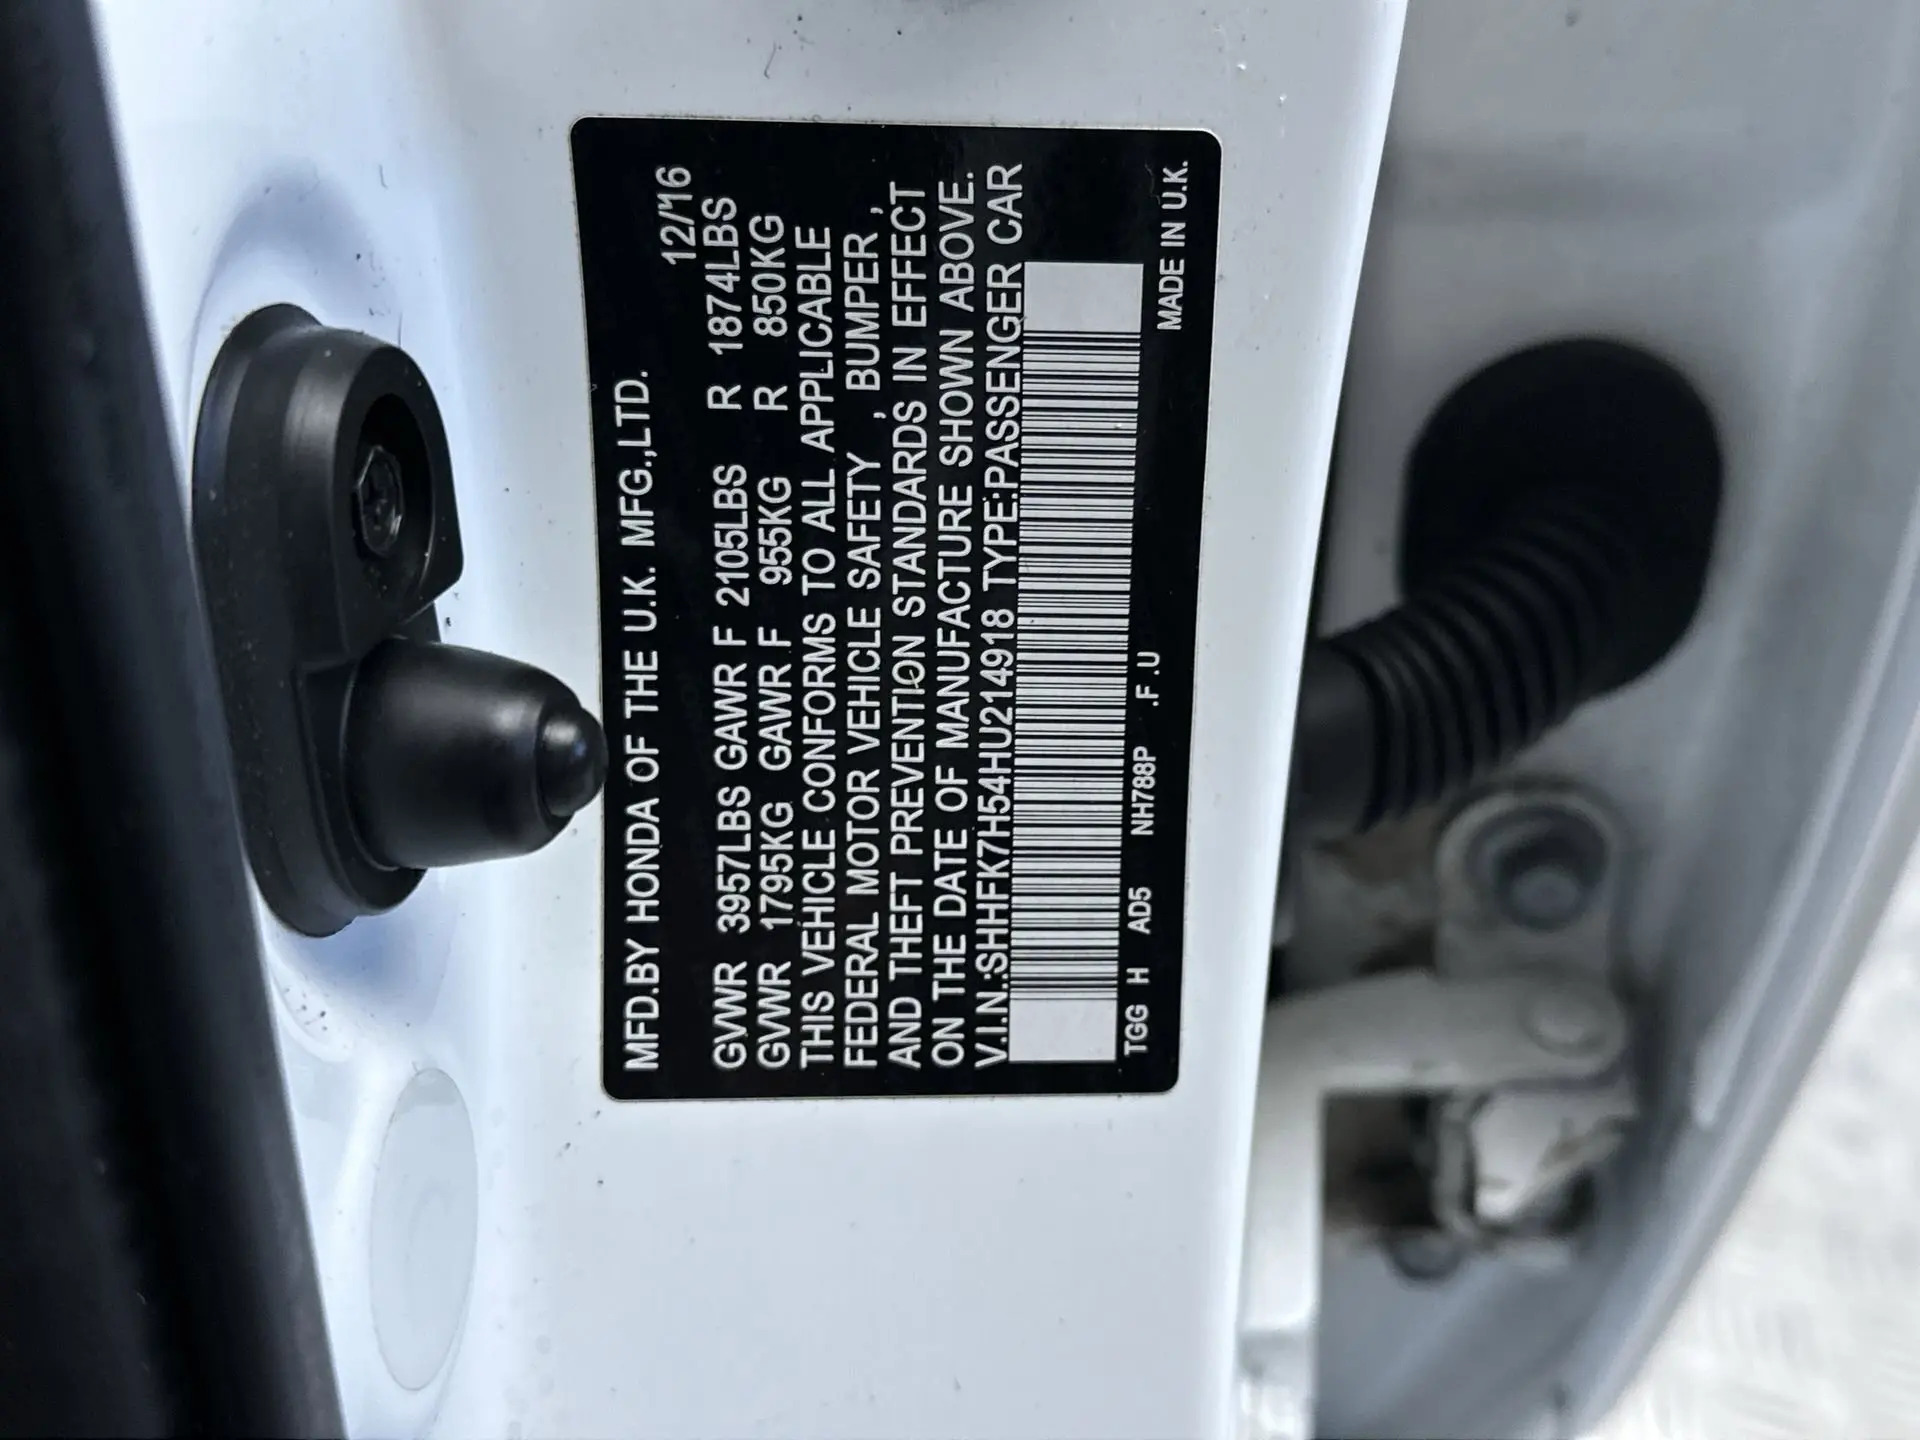 MFD.BY HONDA OF THE U.K. MFG.,LTD.
12/16
GVWR 3957LBS GAWR F 2105LBS R 1874LBS
GVWR 1795KG GAWR F 955KG R 850KG
THIS VEHICLE CONFORMS TO ALL APPLICABLE
FEDERAL MOTOR VEHICLE SAFETY , BUMPER ,
AND THEFT PREVENTION STANDARDS IN EFFECT
ON THE DATE OF MANUFACTURE SHOWN ABOVE.
V.I.N.:SHHFK7H54HU214918 TYPE:PASSENGER CAR
TGG H AD5 NH788P .F.U MADE IN U.K.